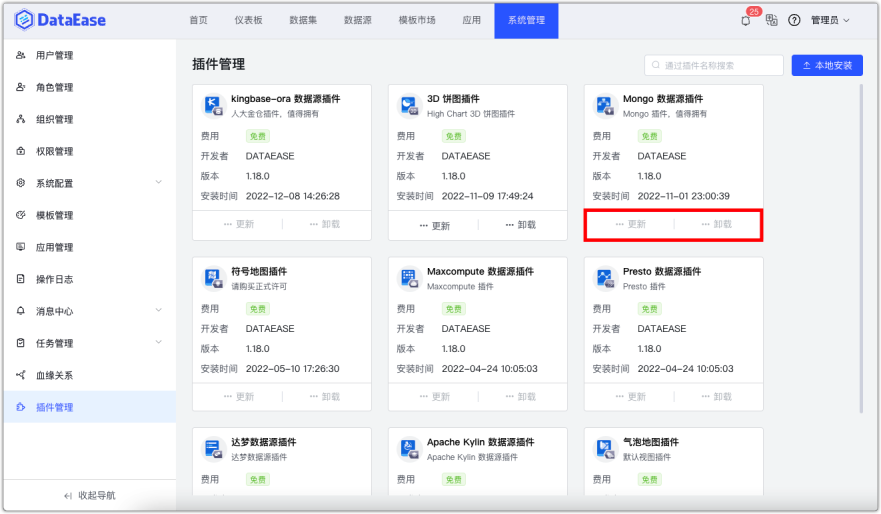 DataEase
首页 仪表板 数据集 数据源 模板市场 应用 系统管理
25
管理员
用户管理
角色管理
组织管理
权限管理
系统配置
模板管理
应用管理
操作日志
消息中心
任务管理
血缘关系
插件管理
收起导航
插件管理
通过插件名称搜索
本地安装
kingbase-ora 数据源插件
人大金仓插件，值得拥有
费用 免费
开发者 DATAEASE
版本 1.18.0
安装时间 2022-12-08 14:26:28
更新 卸载
3D 饼图插件
High Chart 3D 饼图插件
费用 免费
开发者 DATAEASE
版本 1.18.0
安装时间 2022-11-09 17:49:24
更新 卸载
Mongo 数据源插件
Mongo 插件，值得拥有
费用 免费
开发者 DATAEASE
版本 1.18.0
安装时间 2022-11-01 23:00:39
更新 卸载
符号地图插件
请购买正式许可
费用 免费
开发者 DATAEASE
版本 1.18.0
安装时间 2022-05-10 17:26:30
更新 卸载
Maxcompute 数据源插件
Maxcompute 插件
费用 免费
开发者 DATAEASE
版本 1.18.0
安装时间 2022-04-24 10:05:03
更新 卸载
Presto 数据源插件
Presto 插件
费用 免费
开发者 DATAEASE
版本 1.18.0
安装时间 2022-04-24 10:05:03
更新 卸载
达梦数据源插件
达梦数据源插件
费用 免费
Apache Kylin 数据源插件
Apache Kylin 数据源插件
费用 免费
气泡地图插件
默认视图插件
费用 免费